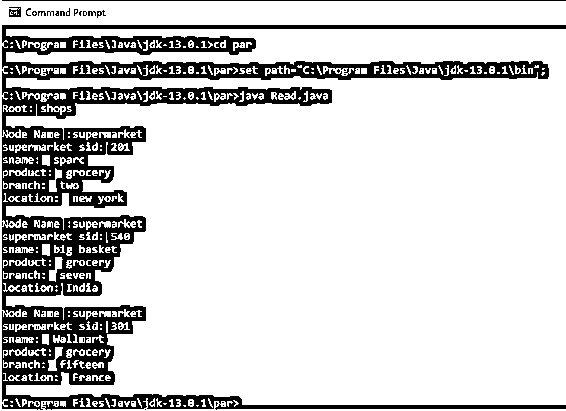 Command Prompt
C:\Program Files\Java\jdk-13.0.1>cd par
C:\Program Files\Java\jdk-13.0.1\par>set path="C:\Program Files\Java\jdk-13.0.1\bin";
C:\Program Files\Java\jdk-13.0.1\par>java Read.java
Root: shops
Node Name :supermarket
supermarket sid: 201
sname: sparc
product: grocery
branch: two
location: new york
Node Name :supermarket
supermarket sid: 540
sname: big basket
product: grocery
branch: seven
location: India
Node Name :supermarket
supermarket sid: 301
sname: Wallmart
product: grocery
branch: fifteen
location: France
C:\Program Files\Java\jdk-13.0.1\par>